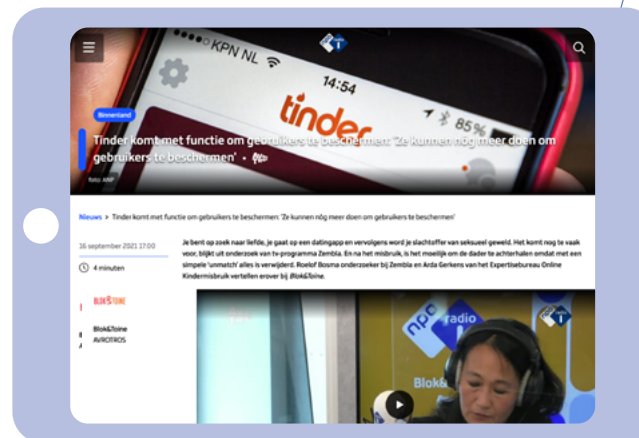 KPN NL
14:54
85%
tinder
Binnenland
Tinder komt met functie om gebruikers te beschermen: 'Ze kunnen nóg meer doen om
gebruikers te beschermen' •
foto: ANP
Nieuws > Tinder komt met functie om gebruikers te beschermen: 'Ze kunnen nóg meer doen om gebruikers te beschermen'
16 september 2021 17:00
4 minuten
BLOK&TOINE
Blok&Toine
AVROTROS
Je bent op zoek naar liefde, je gaat op een datingapp en vervolgens word je slachtoffer van seksueel geweld. Het komt nog te vaak
voor, blijkt uit onderzoek van tv-programma Zembla. En na het misbruik, is het moeilijk om de dader te achterhalen omdat met een
simpele 'unmatch' alles is verwijderd. Roelof Bosma onderzoeker bij Zembla en Arda Gerkens van het Expertisebureau Online
Kindermisbruik vertellen erover bij Blok&Toine.
npo radio
Blok&